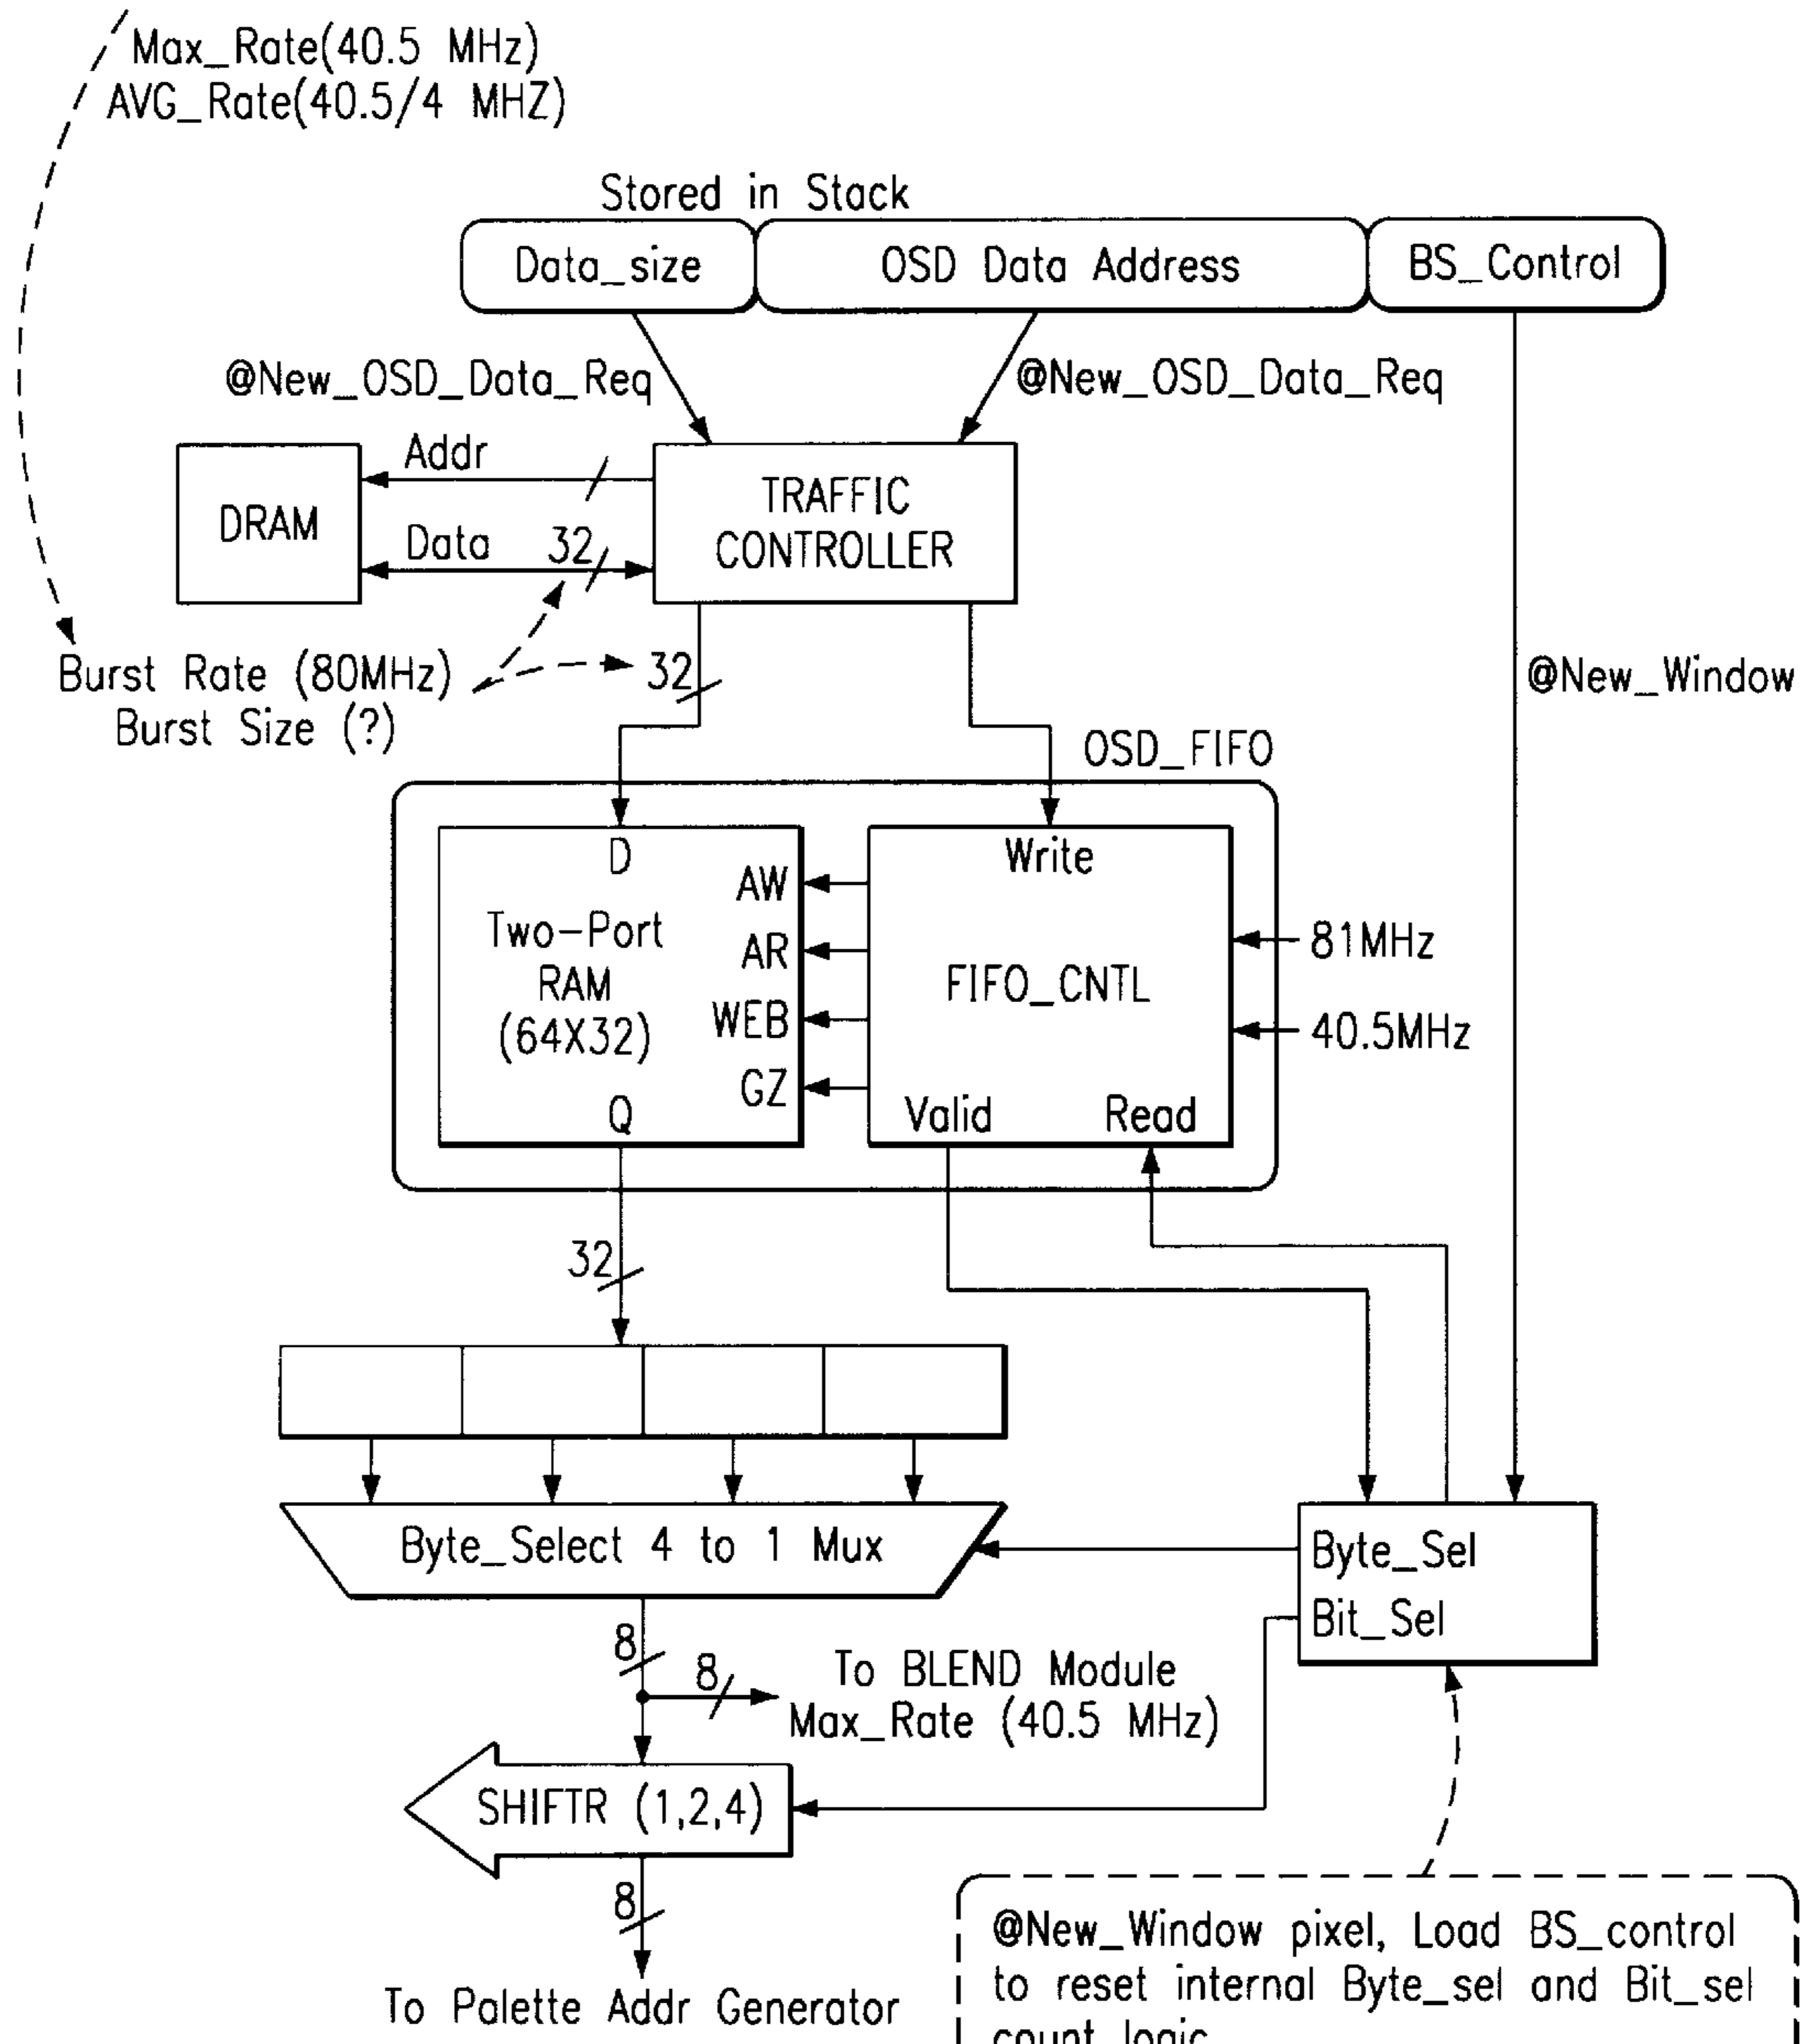 Max_Rate(40.5 MHz)
AVG_Rate(40.5/4 MHZ)
Stored in Stack
Data_size
OSD Data Address
BS_Control
@New_OSD_Data_Req
@New_OSD_Data_Req
Addr
DRAM
TRAFFIC
CONTROLLER
Data
32
Burst Rate (80MHz)
Burst Size (?)
32
@New_Window
OSD_FIFO
D
Write
AW
Two-Port
RAM
(64X32)
AR
WEB
GZ
FIFO_CNTL
81MHz
40.5MHz
Q
Valid
Read
32
Byte_Select 4 to 1 Mux
Byte_Sel
Bit_Sel
8
8
To BLEND Module
Max_Rate (40.5 MHz)
SHIFTR (1,2,4)
8
To Palette Addr Generator
@New_Window pixel, Load BS_control
to reset internal Byte_sel and Bit_sel
count logic